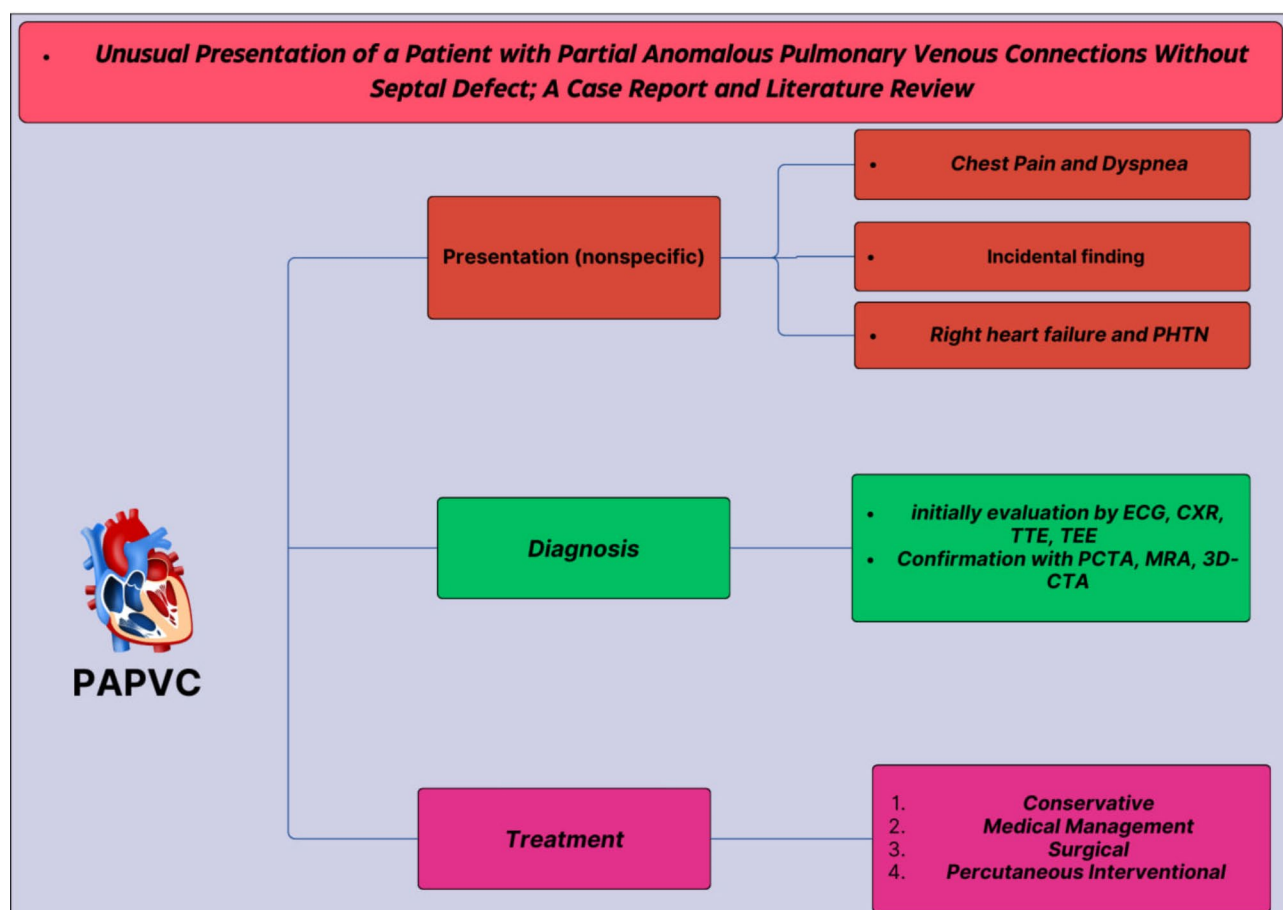 • Unusual Presentation of a Patient with Partial Anomalous Pulmonary Venous Connections Without
Septal Defect; A Case Report and Literature Review
Presentation (nonspecific)
• Chest Pain and Dyspnea
• Incidental finding
• Right heart failure and PHTN
PAPVC
Diagnosis
• initially evaluation by ECG, CXR,
TTE, TEE
• Confirmation with PCTA, MRA, 3D-
CTA
Treatment
1. Conservative
2. Medical Management
3. Surgical
4. Percutaneous Interventional